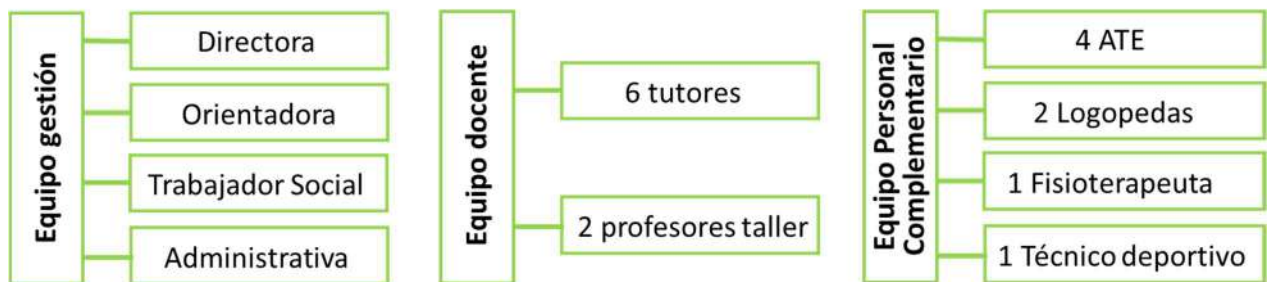 Equipo gestión
Directora
Orientadora
Trabajador Social
Administrativa
Equipo docente
6 tutores
2 profesores taller
Equipo Personal
Complementario
4 ATE
2 Logopedas
1 Fisioterapeuta
1 Técnico deportivo